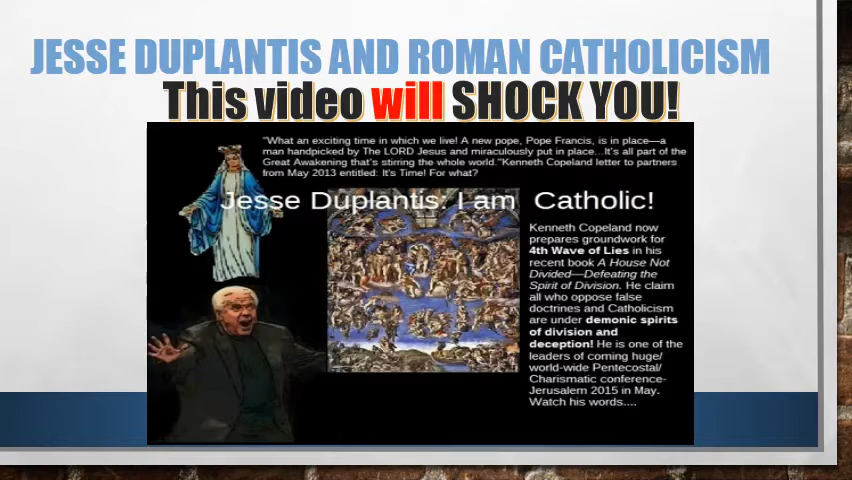 JESSE DUPLANTIS AND ROMAN CATHOLICISM
This video will SHOCK YOU!
"What an exciting time in which we live! A new pope, Pope Francis, is in place—a
man handpicked by The LORD Jesus and miraculously put in place...It's all part of the
Great Awakening that's stirring the whole world."Kenneth Copeland letter to partners
from May 2013 entitled: It's Time! For what?
Jesse Duplantis: I am Catholic!
Kenneth Copeland now
prepares groundwork for
4th Wave of Lies in his
recent book A House Not
Divided—Defeating the
Spirit of Division. He claim
all who oppose false
doctrines and Catholicism
are under demonic spirits
of division and
deception! He is one of the
leaders of coming huge/
world-wide Pentecostal/
Charismatic conference-
Jerusalem 2015 in May.
Watch his words....